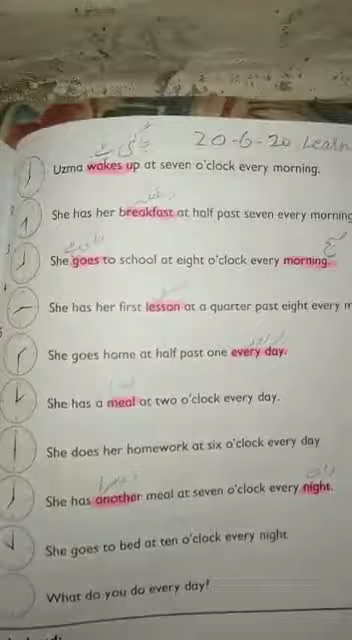 جاگتی ہے 20-6-20 Learn
Uzma wakes up at seven o'clock every morning.
She has her breakfast at half past seven every morning
She goes to school at eight o'clock every morning.
She has her first lesson at a quarter past eight every m
She goes home at half past one every day.
She has a meal at two o'clock every day.
She does her homework at six o'clock every day
She has another meal at seven o'clock every night.
She goes to bed at ten o'clock every night
What do you do every day?